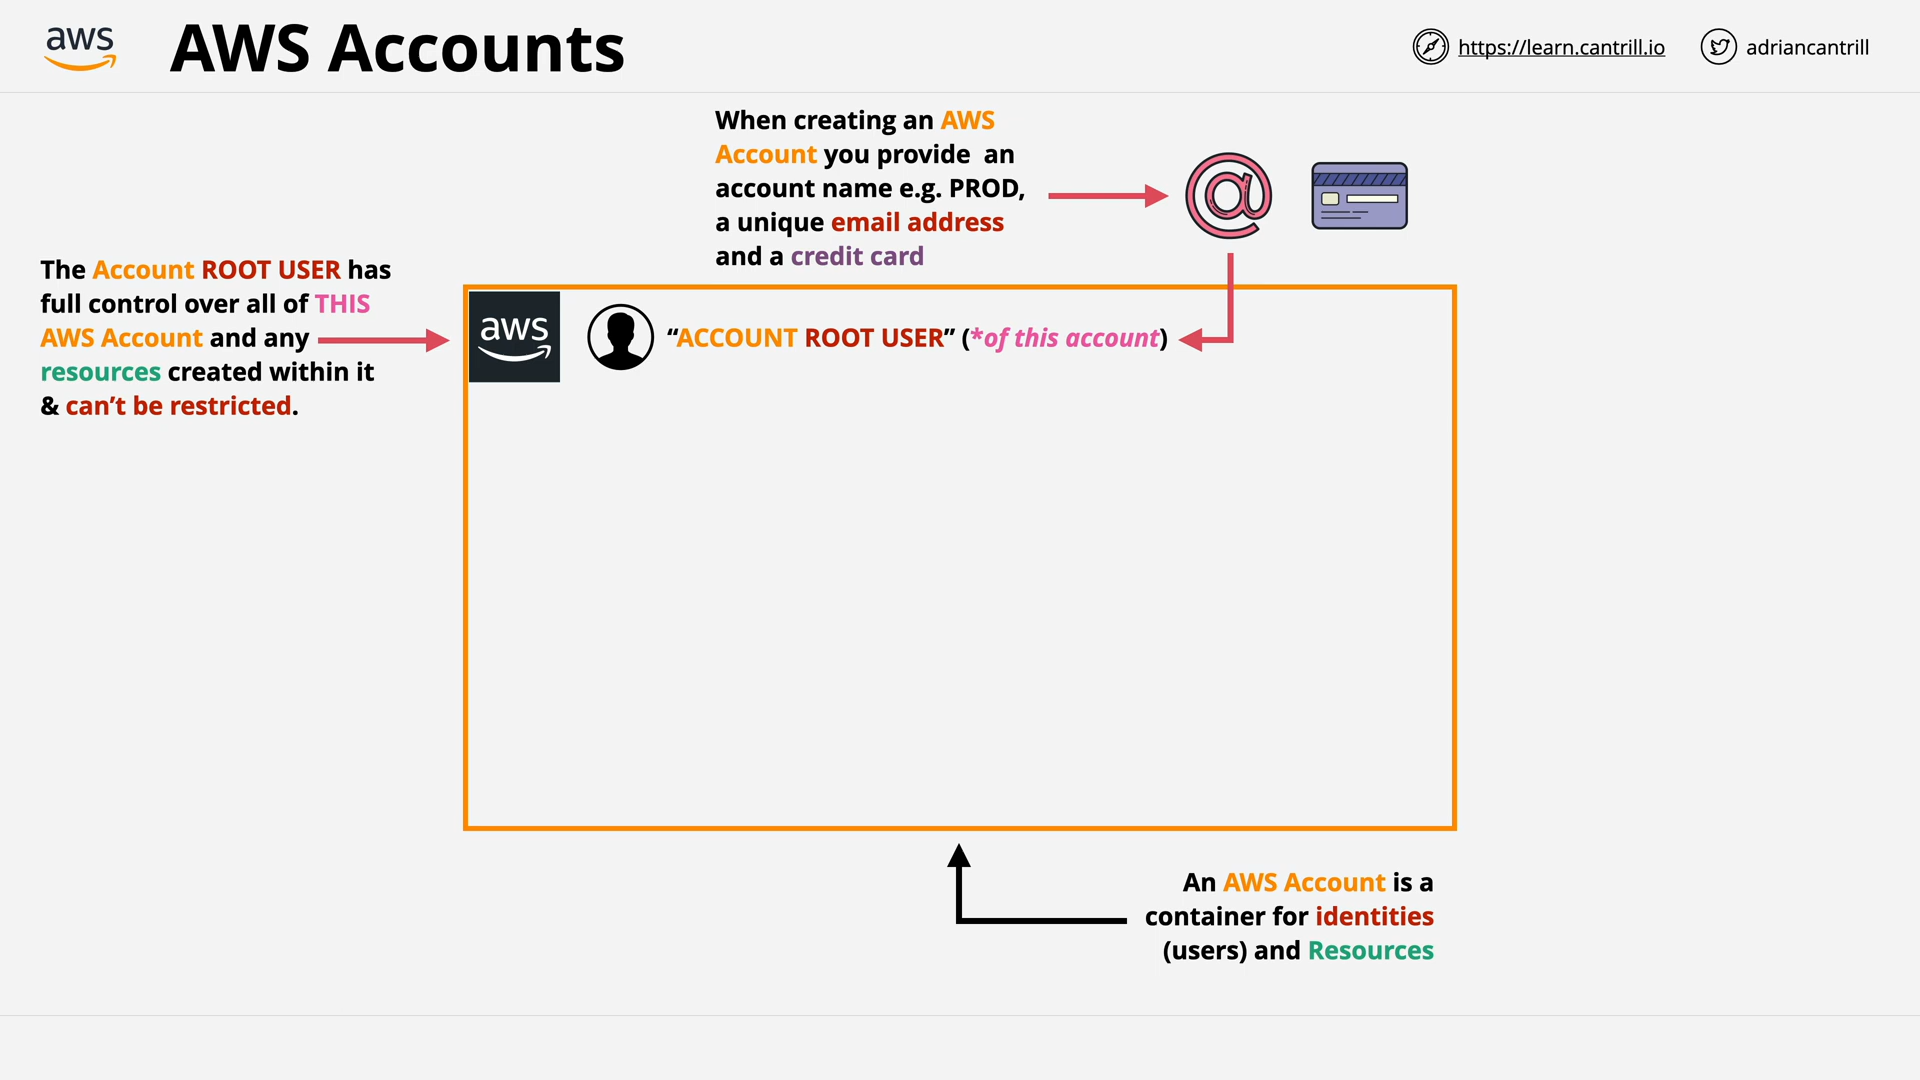 aws
AWS Accounts
https://learn.cantrill.io
adriancantrill
When creating an AWS
Account you provide  an
account name e.g. PROD,
a unique email address
and a credit card
The Account ROOT USER has
full control over all of THIS
AWS Account and any
resources created within it
& can’t be restricted.
aws
“ACCOUNT ROOT USER” (*of this account)
An AWS Account is a
container for identities
(users) and Resources